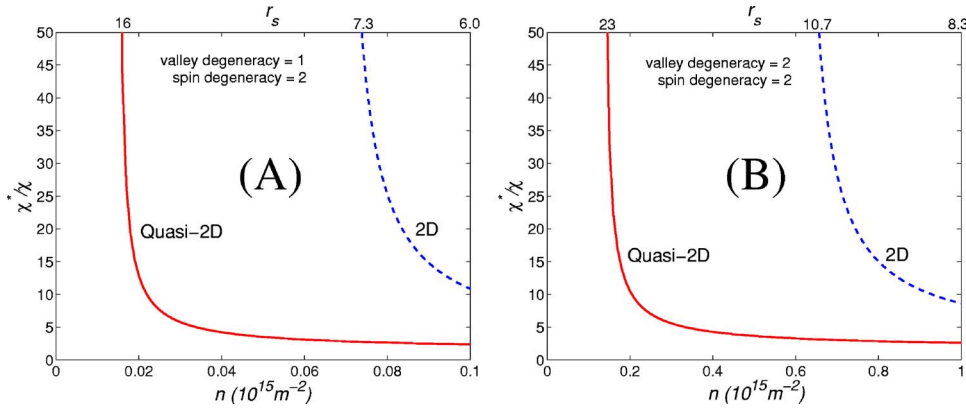 r_s
16 7.3 6.0
50
45
40
35
30
25
20
15
10
5
0
χ*/χ
valley degeneracy = 1
spin degeneracy = 2
(A)
Quasi−2D
2D
0 0.02 0.04 0.06 0.08 0.1
n (10^15 m^−2)
r_s
23 10.7 8.3
50
45
40
35
30
25
20
15
10
5
0
χ*/χ
valley degeneracy = 2
spin degeneracy = 2
(B)
Quasi−2D
2D
0 0.2 0.4 0.6 0.8 1
n (10^15 m^−2)